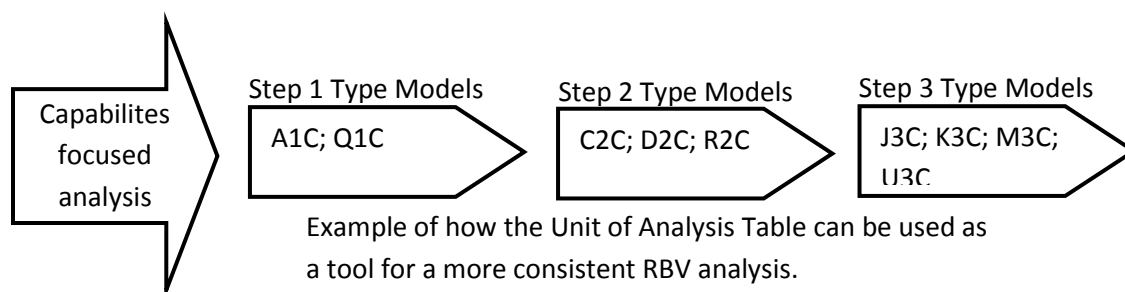 Capabilites
focused
analysis
Step 1 Type Models
A1C; Q1C
Step 2 Type Models
C2C; D2C; R2C
Step 3 Type Models
J3C; K3C; M3C;
U3C
Example of how the Unit of Analysis Table can be used as
a tool for a more consistent RBV analysis.